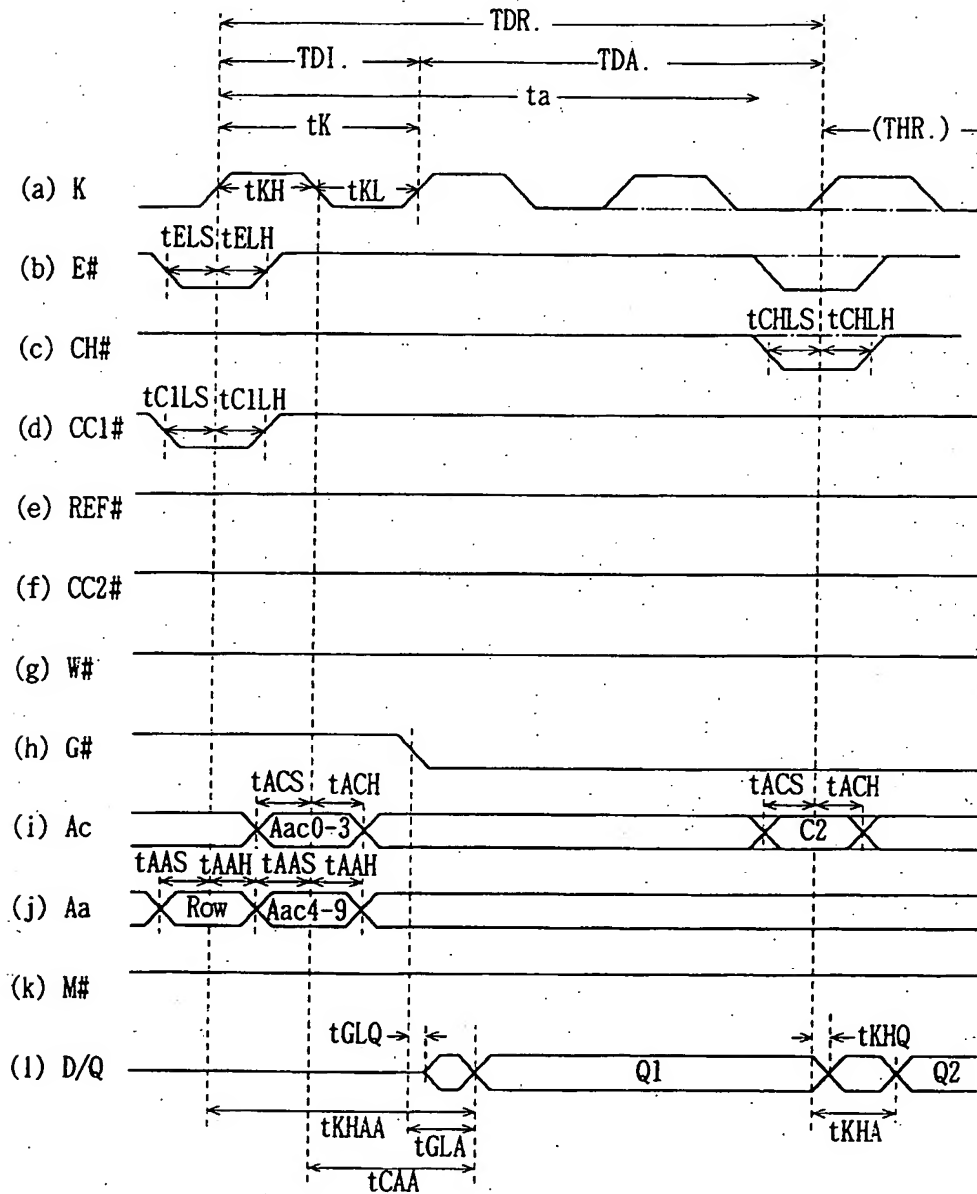 TDR.
TDI. TDA.
ta
tK (THR.)
(a) K tKH tKL
tELS tELH
(b) E#
tCHLS tCHLH
(c) CH#
tC1LS tC1LH
(d) CC1#
(e) REF#
(f) CC2#
(g) W#
(h) G#
tACS tACH tACS tACH
(i) Ac Aac0-3 C2
tAAS tAAH tAAS tAAH
(j) Aa Row Aac4-9
(k) M#
tGLQ tKHQ
(l) D/Q Q1 Q2
tKHAA tKHA
tGLA
tCAA